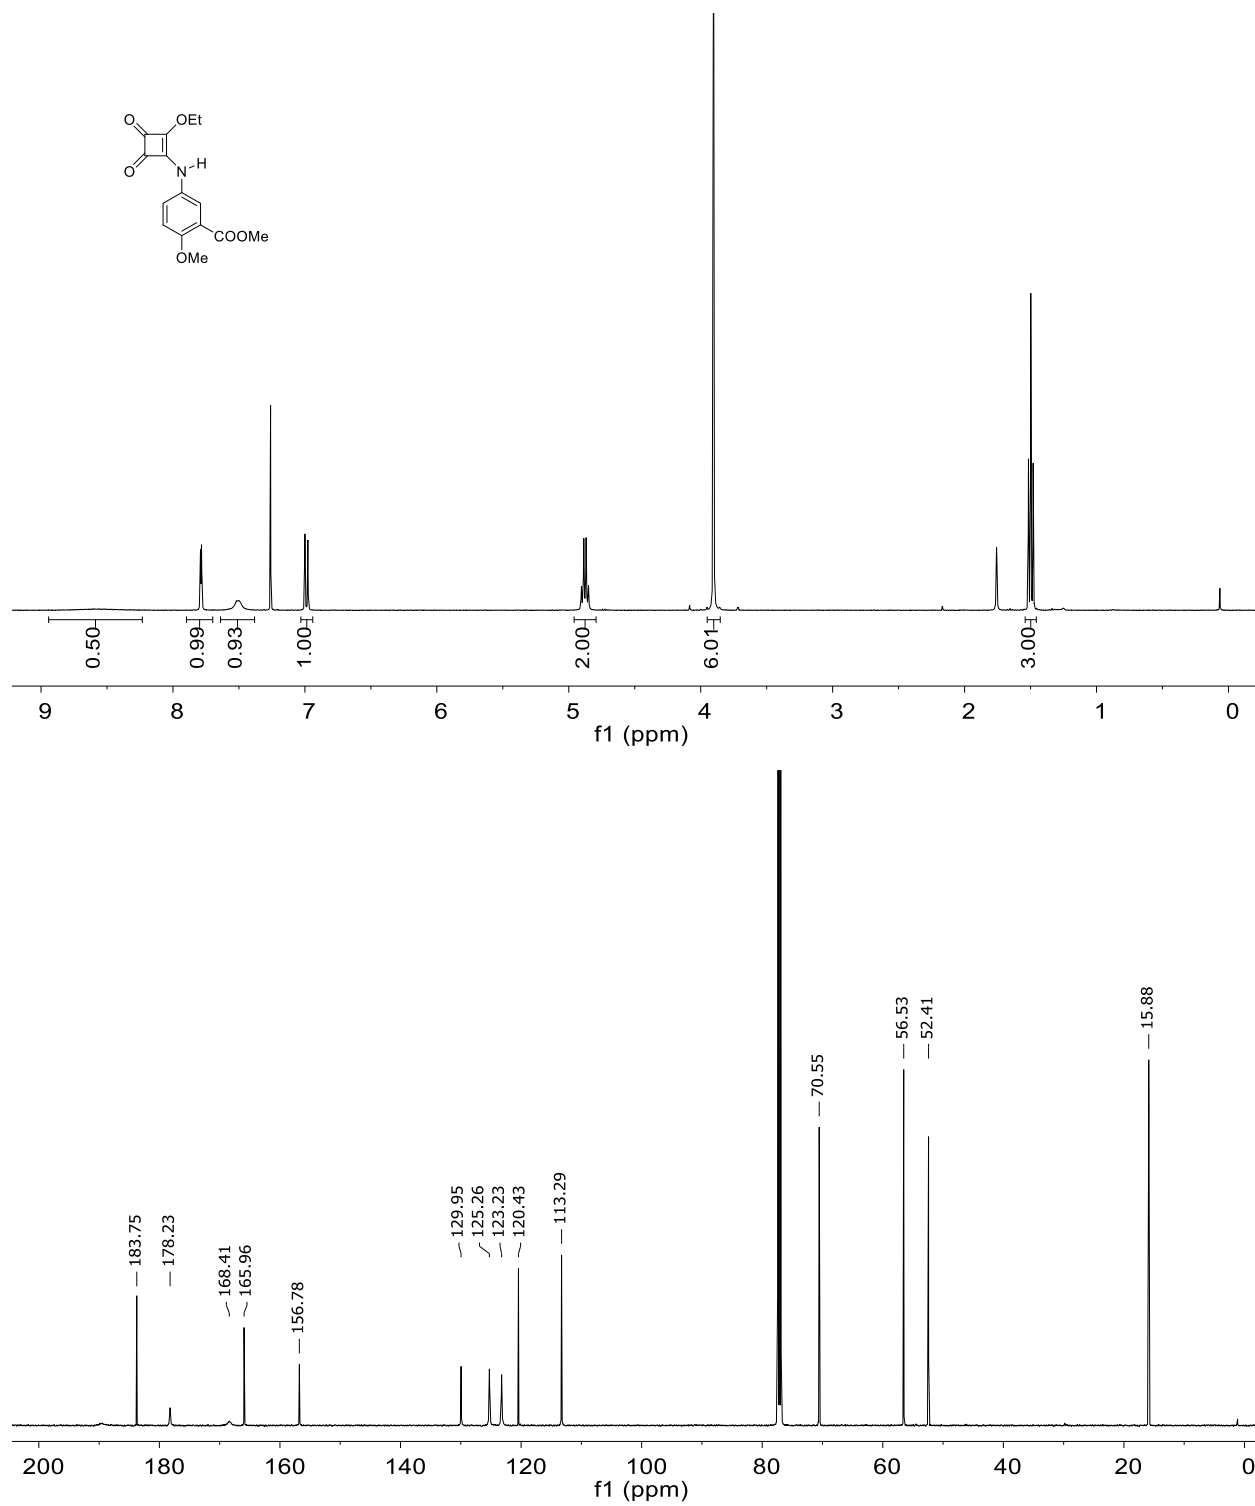 O OEt
O N H
COOMe
OMe
0.50 0.99 0.93 1.00 2.00 6.01 3.00
9 8 7 6 5 4 3 2 1 0
f1 (ppm)
183.75 178.23 168.41 165.96 156.78 129.95 125.26 123.23 120.43 113.29 70.55 56.53 52.41 15.88
200 180 160 140 120 100 80 60 40 20 0
f1 (ppm)